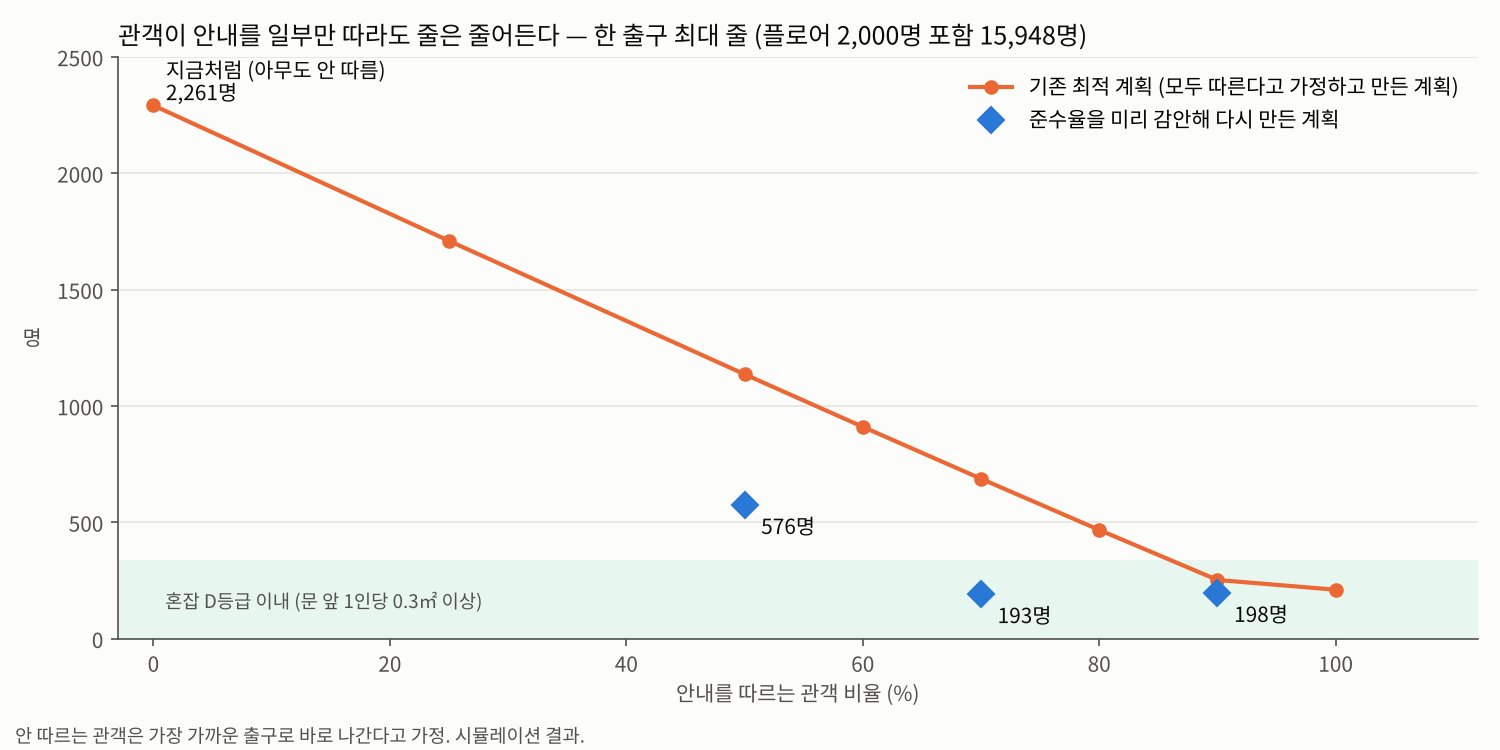 관객이 안내를 일부만 따라도 줄은 줄어든다 — 한 출구 최대 줄 (플로어 2,000명 포함 15,948명)
지금처럼 (아무도 안 따름)
2,261명
기존 최적 계획 (모두 따른다고 가정하고 만든 계획)
준수율을 미리 감안해 다시 만든 계획
명
2500
2000
1500
1000
500
0
576명
193명
198명
혼잡 D등급 이내 (문 앞 1인당 0.3㎡ 이상)
0 20 40 60 80 100
안내를 따르는 관객 비율 (%)
안 따르는 관객은 가장 가까운 출구로 바로 나간다고 가정. 시뮬레이션 결과.